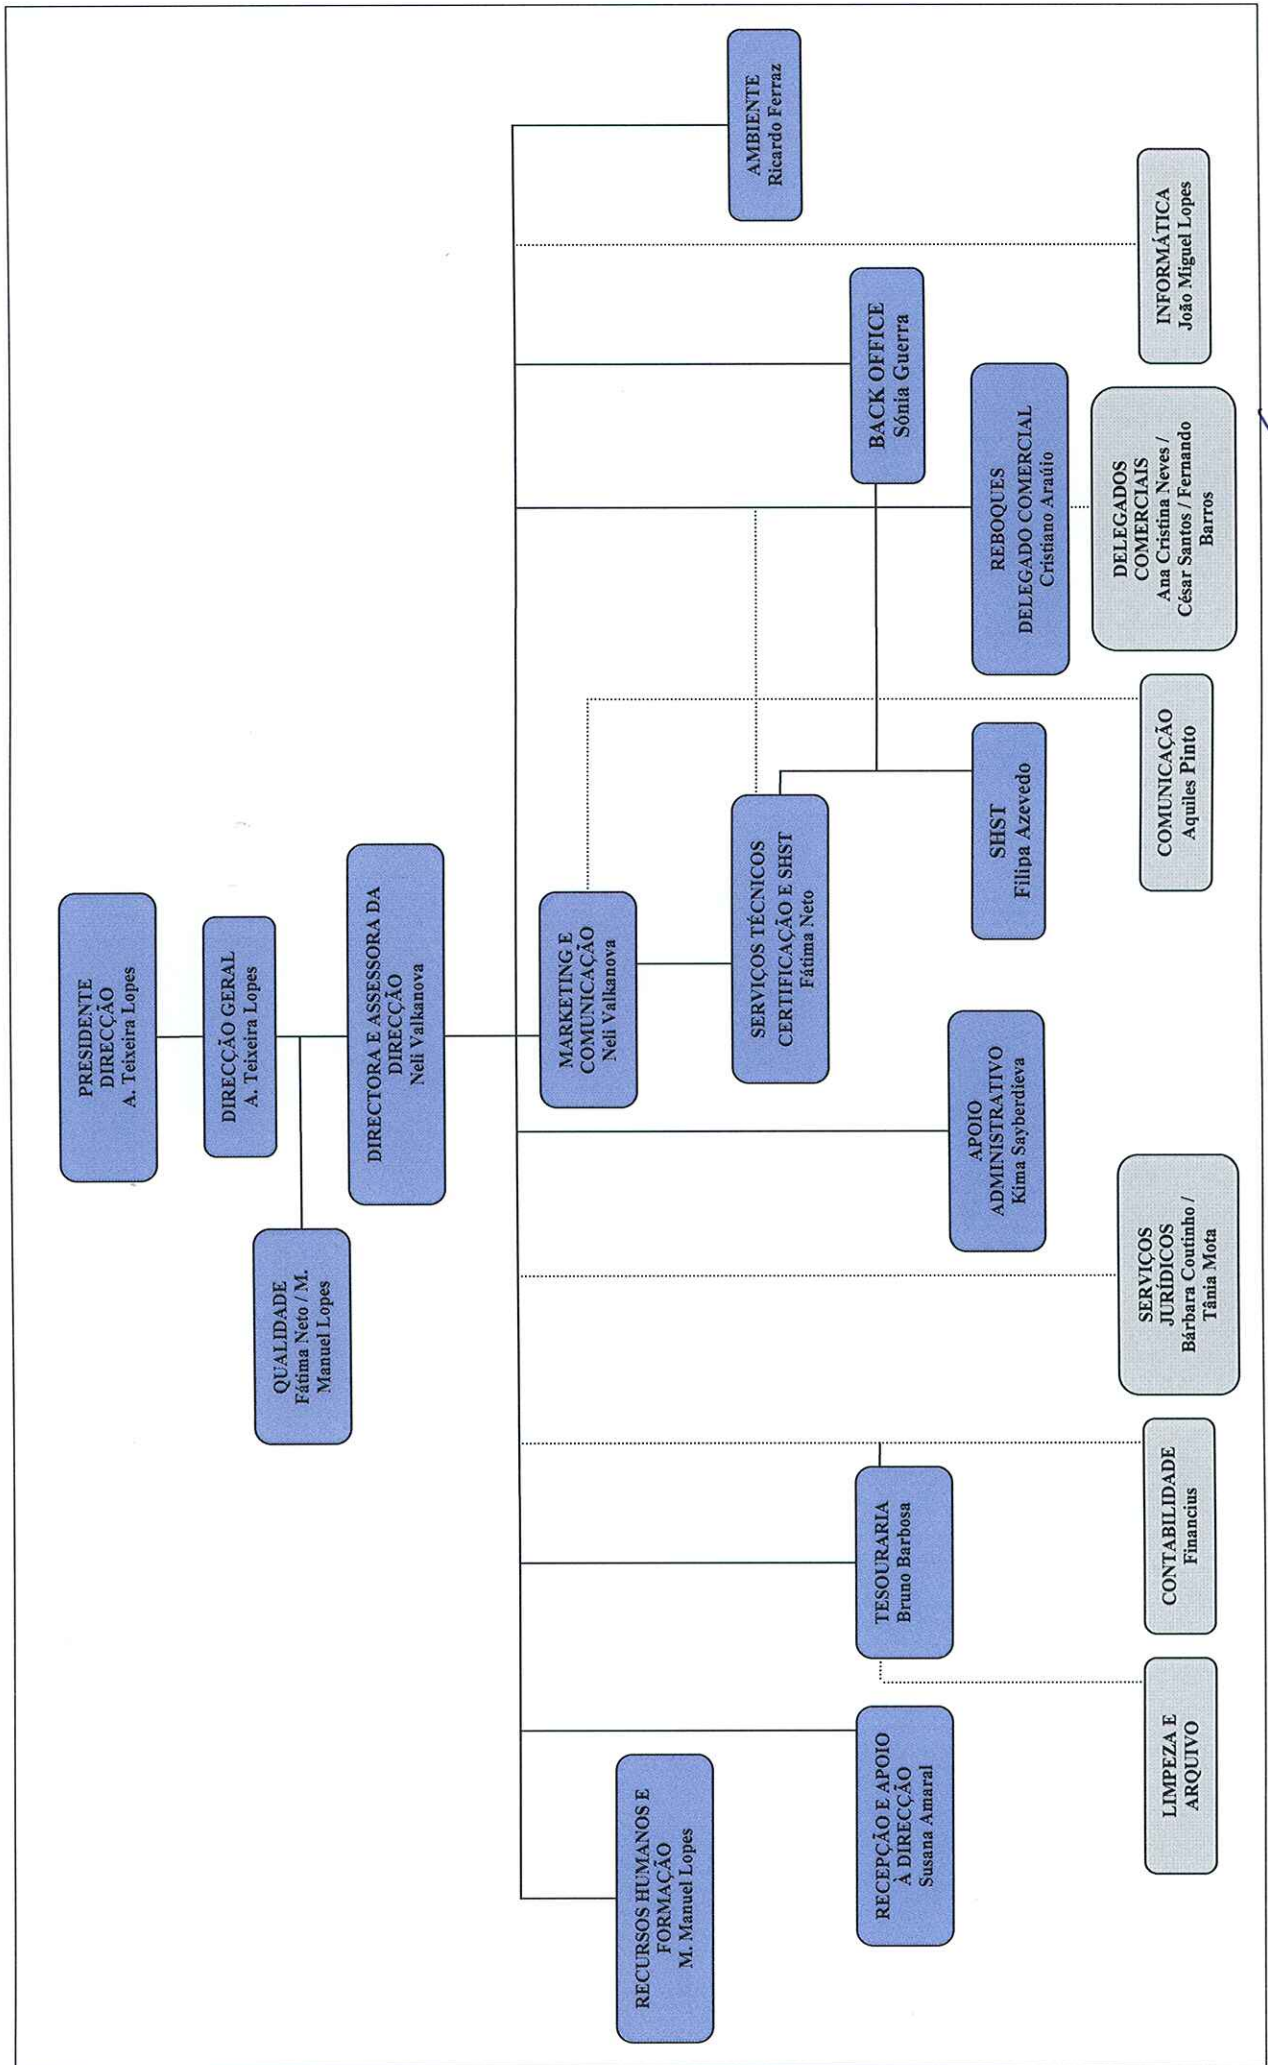 PRESIDENTE
DIRECÇÃO
A. Teixeira Lopes
DIRECÇÃO GERAL
A. Teixeira Lopes
QUALIDADE
Fátima Neto / M.
Manuel Lopes
DIRECTORA E ASSESSORA DA
DIRECÇÃO
Neli Valkanova
MARKETING E
COMUNICAÇÃO
Neli Valkanova
RECURSOS HUMANOS E
FORMAÇÃO
M. Manuel Lopes
SERVIÇOS TÉCNICOS
CERTIFICAÇÃO E SHST
Fátima Neto
AMBIENTE
Ricardo Ferraz
RECEPÇÃO E APOIO
À DIRECÇÃO
Susana Amaral
TESOURARIA
Bruno Barbosa
BACK OFFICE
Sónia Guerra
APOIO
ADMINISTRATIVO
Kima Sayberdieva
SHST
Filipa Azevedo
REBOQUES
DELEGADO COMERCIAL
Cristiano Araúio
LIMPEZA E
ARQUIVO
CONTABILIDADE
Financius
SERVIÇOS
JURÍDICOS
Bárbara Coutinho /
Tânia Mota
COMUNICAÇÃO
Aquiles Pinto
DELEGADOS
COMERCIAIS
Ana Cristina Neves /
César Santos / Fernando
Barros
INFORMÁTICA
João Miguel Lopes